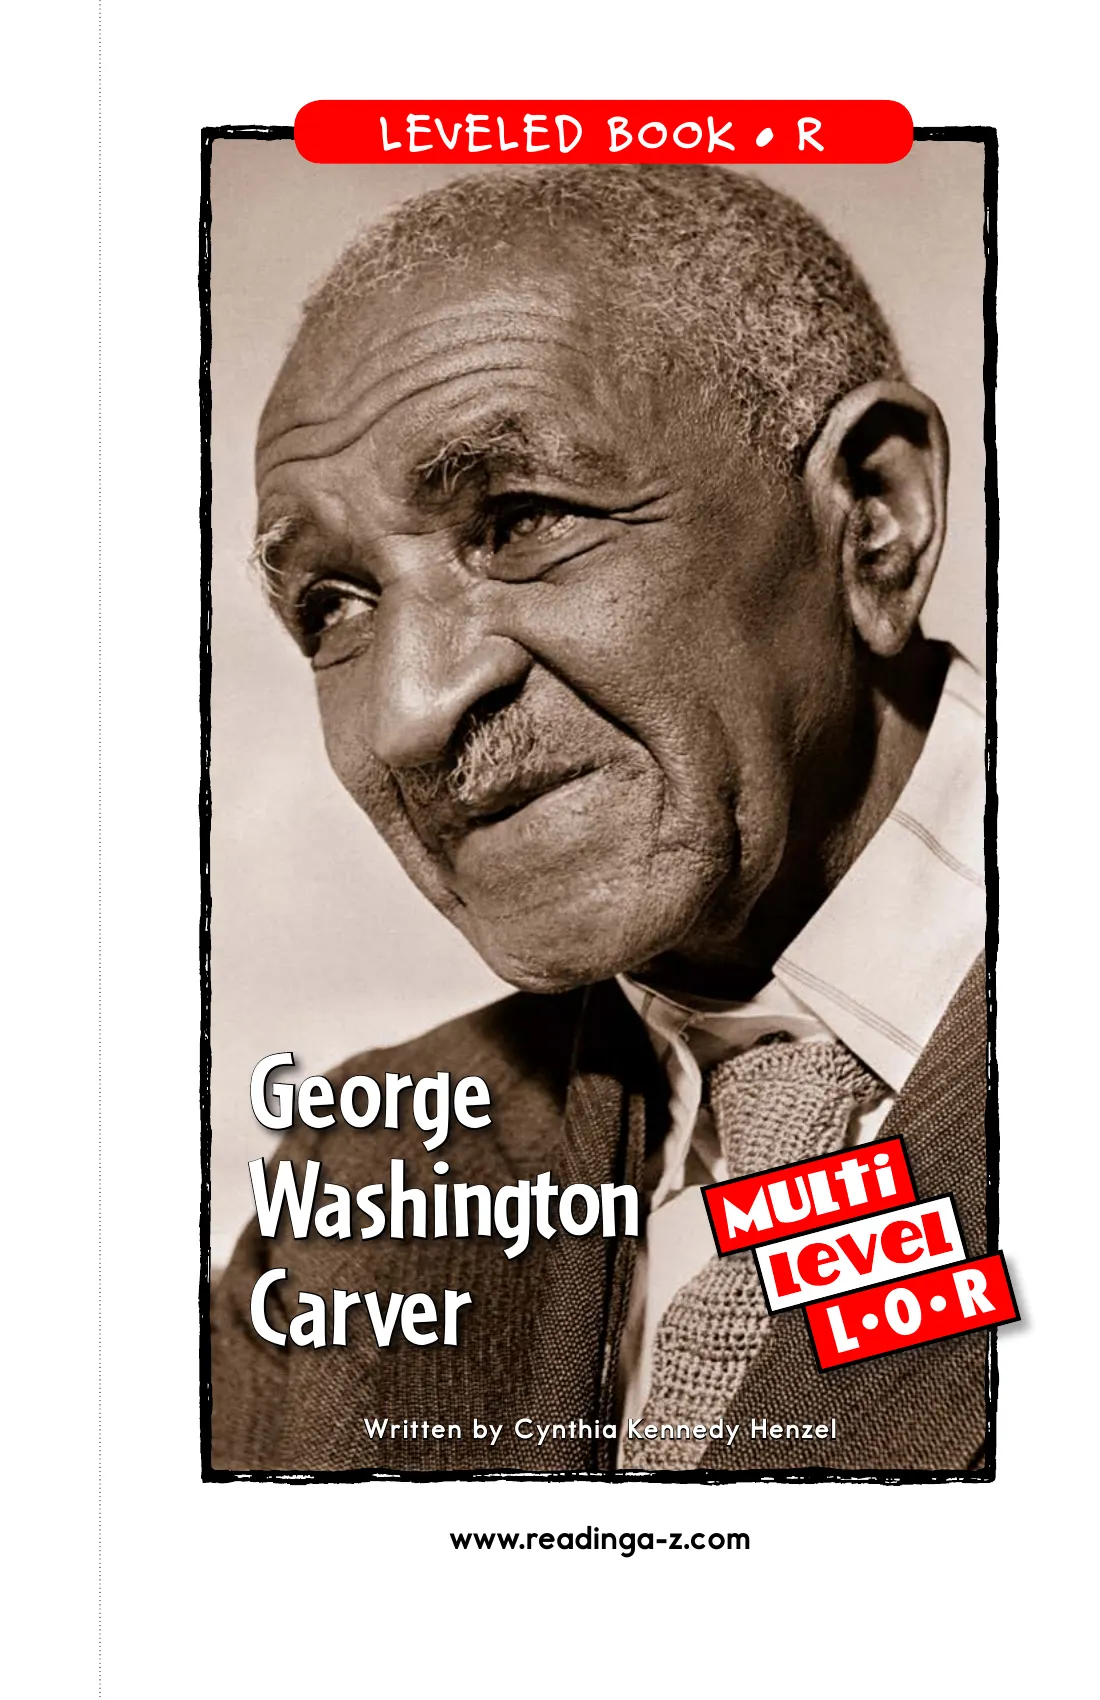 LEVELED BOOK • R
George
Washington
Carver
Multi
level
L•O•R
Written by Cynthia Kennedy Henzel
www.readinga-z.com